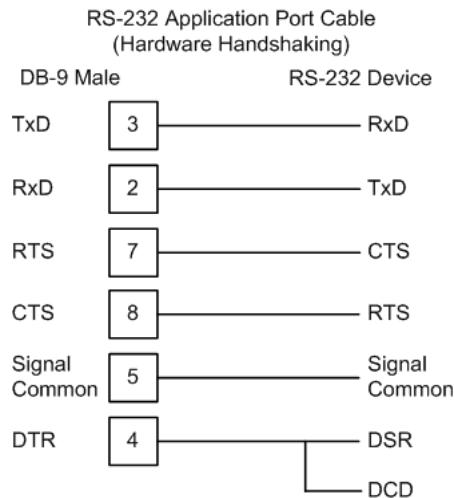 RS-232 Application Port Cable
(Hardware Handshaking)
DB-9 Male RS-232 Device
TxD 3 RxD
RxD 2 TxD
RTS 7 CTS
CTS 8 RTS
Signal
Common 5 Signal
Common
DTR 4 DSR
DCD